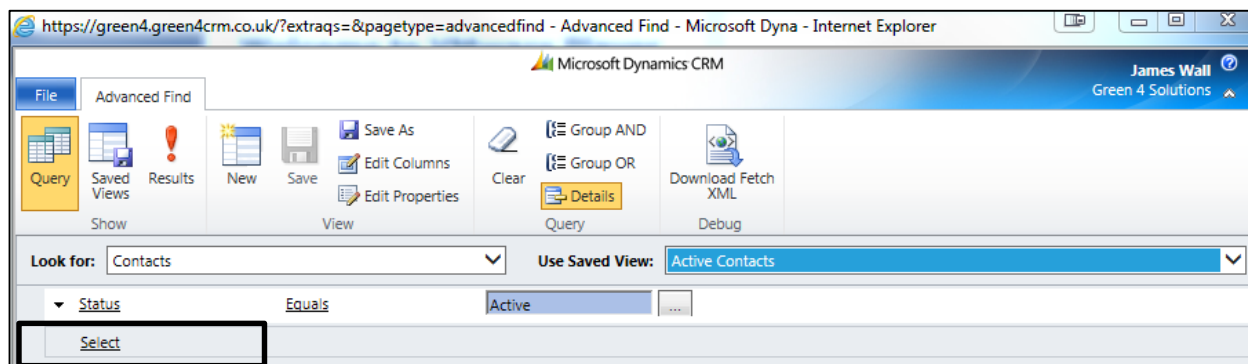 https://green4.green4crm.co.uk/?extraqs=&pagetype=advancedfind - Advanced Find - Microsoft Dyna - Internet Explorer
Microsoft Dynamics CRM
James Wall
Green 4 Solutions
File Advanced Find
Query
Saved Views
Results
New
Save
Save As
Edit Columns
Edit Properties
Clear
Group AND
Group OR
Details
Download Fetch XML
Show View Query Debug
Look for: Contacts Use Saved View: Active Contacts
Status Equals Active ...
Select